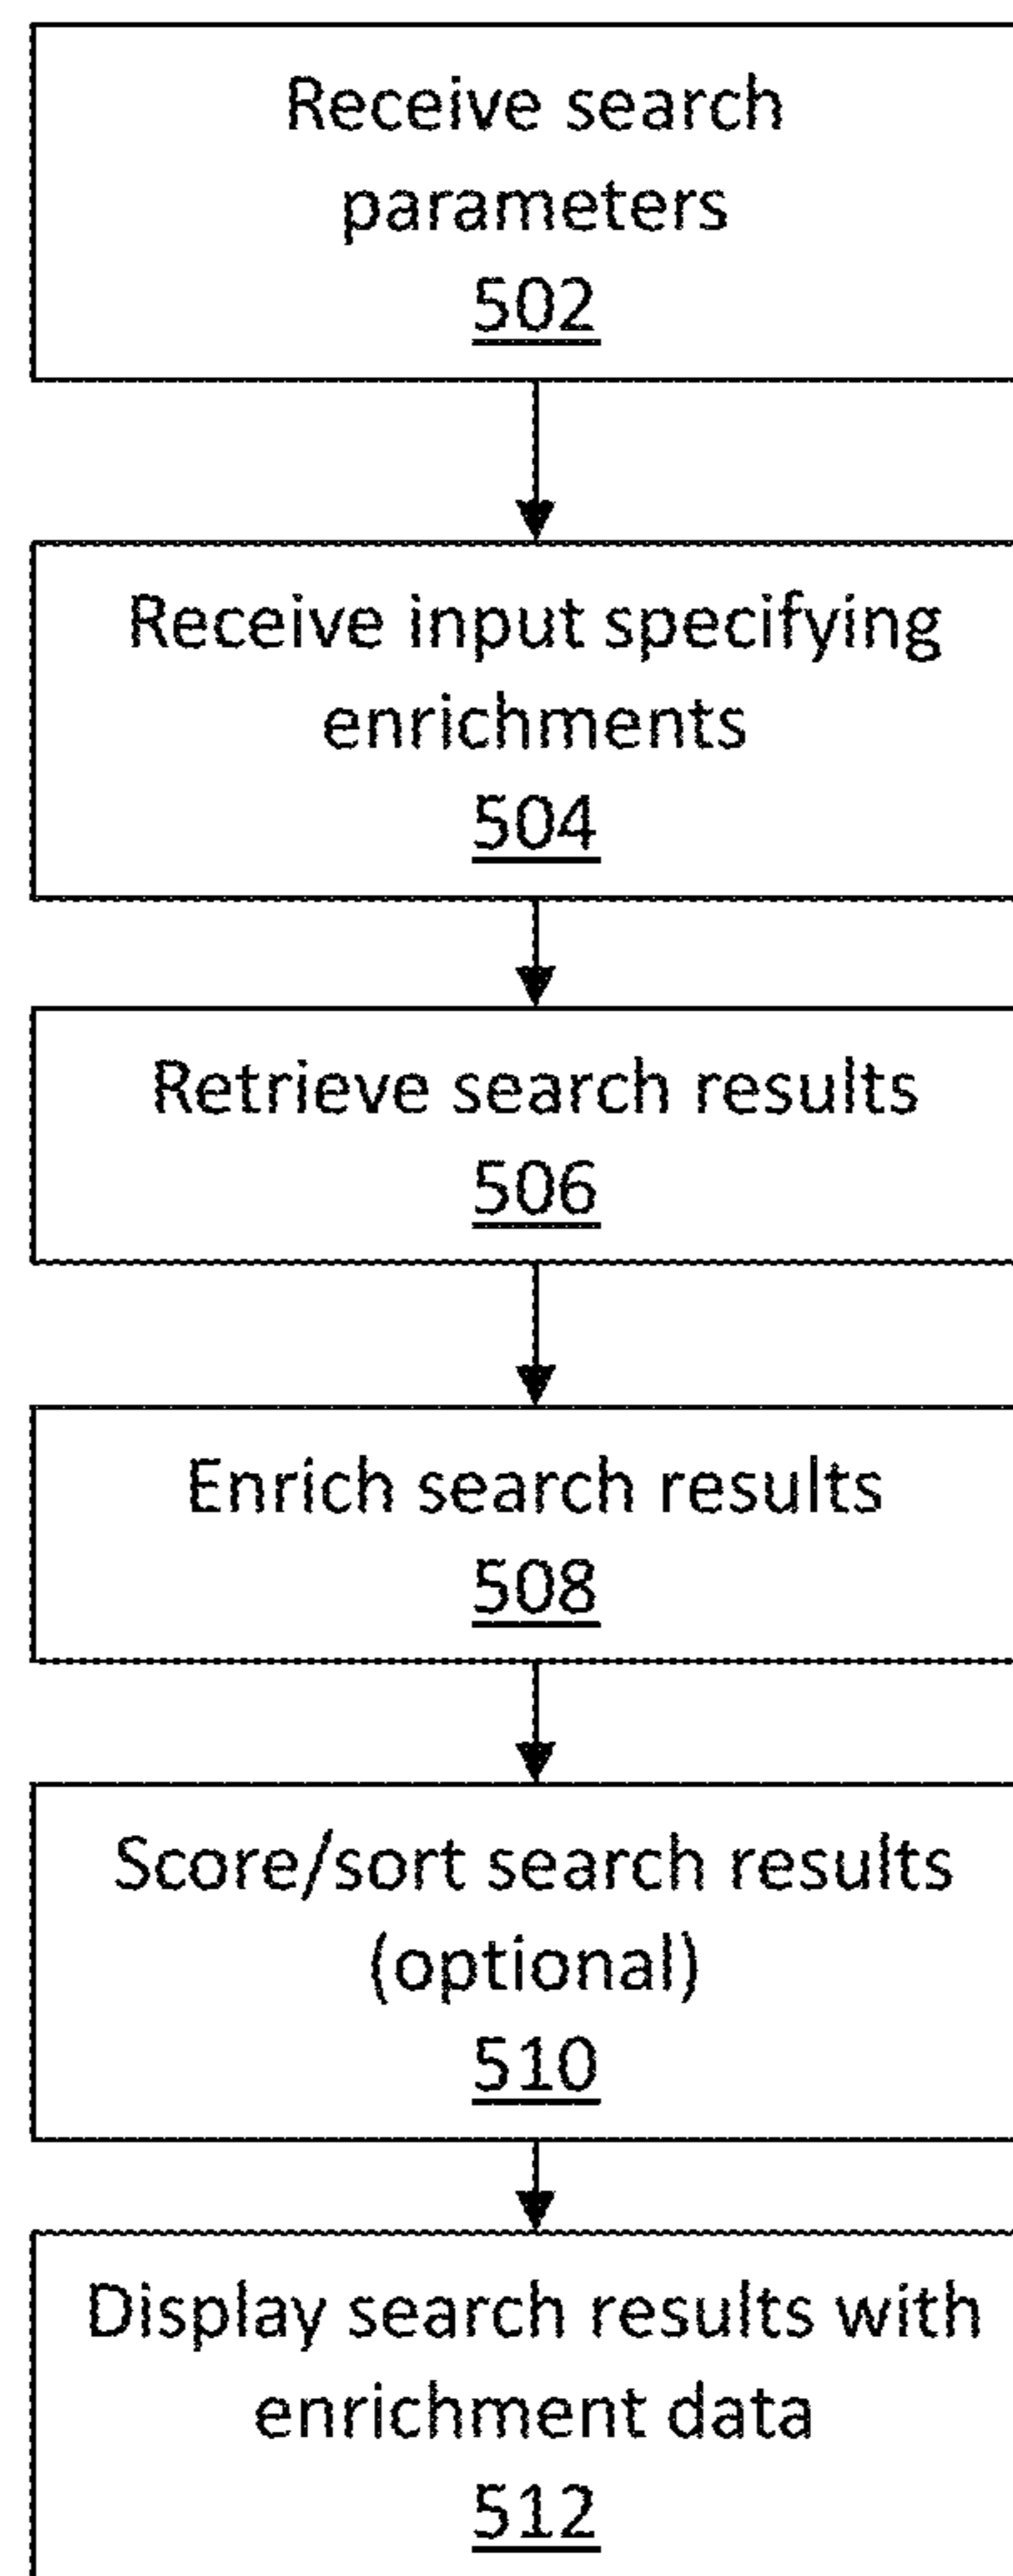 Receive search
parameters
502
Receive input specifying
enrichments
504
Retrieve search results
506
Enrich search results
508
Score/sort search results
(optional)
510
Display search results with
enrichment data
512